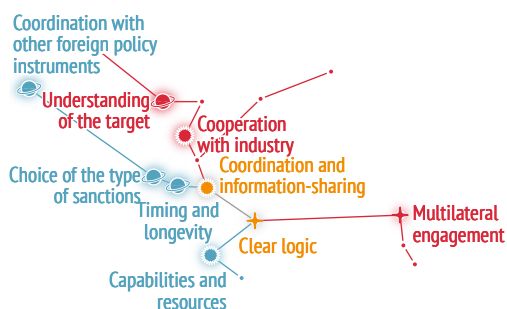 Coordination with
other foreign policy
instruments
Understanding
of the target
Cooperation
with industry
Coordination and
information-sharing
Choice of the type
of sanctions
Timing and
longevity
Multilateral
engagement
Clear logic
Capabilities and
resources